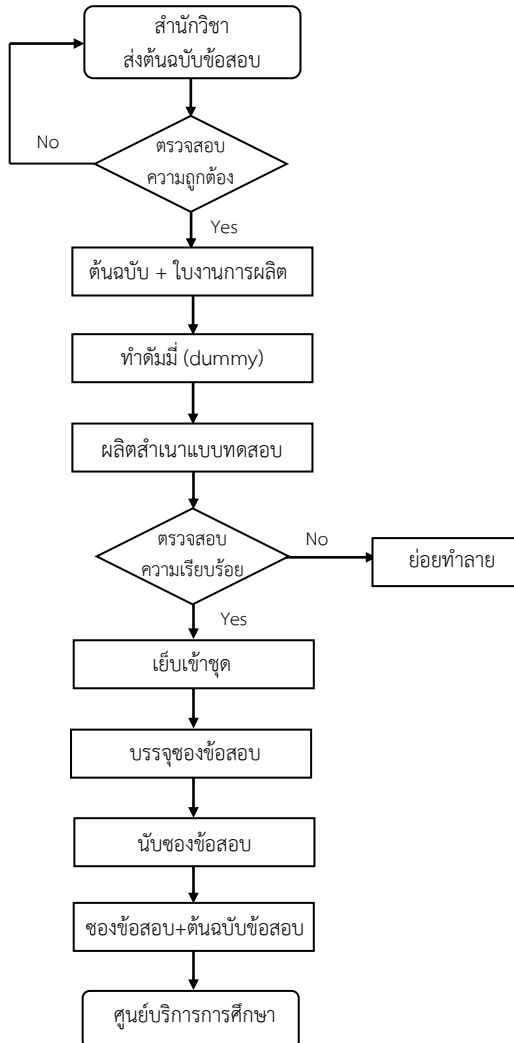 สำนักวิชา
ส่งต้นฉบับข้อสอบ
No
ตรวจสอบ
ความถูกต้อง
Yes
ต้นฉบับ + ใบงานการผลิต
ทำดัมมี่ (dummy)
ผลิตสำเนาแบบทดสอบ
ตรวจสอบ
ความเรียบร้อย
No
ย่อยทำลาย
Yes
เย็บเข้าชุด
บรรจุซองข้อสอบ
นับซองข้อสอบ
ซองข้อสอบ+ต้นฉบับข้อสอบ
ศูนย์บริการการศึกษา